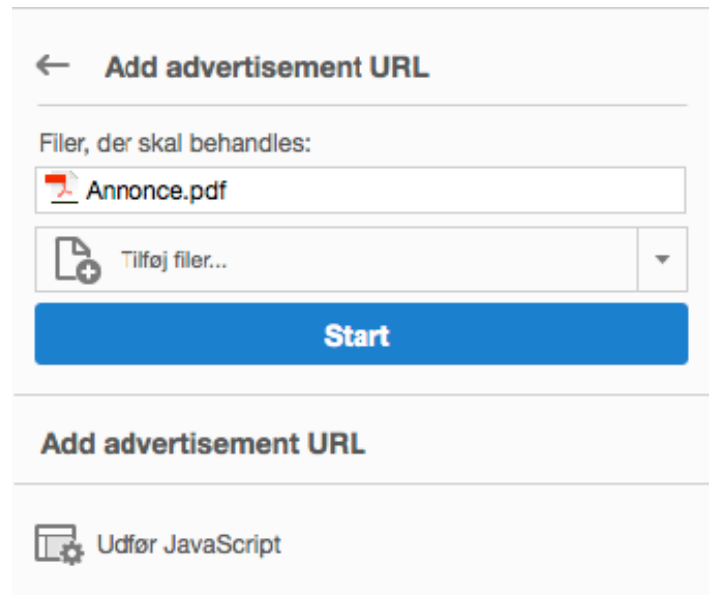 Add advertisement URL
Filer, der skal behandles:
Annonce.pdf
Tilføj filer...
Start
Add advertisement URL
Udfør JavaScript